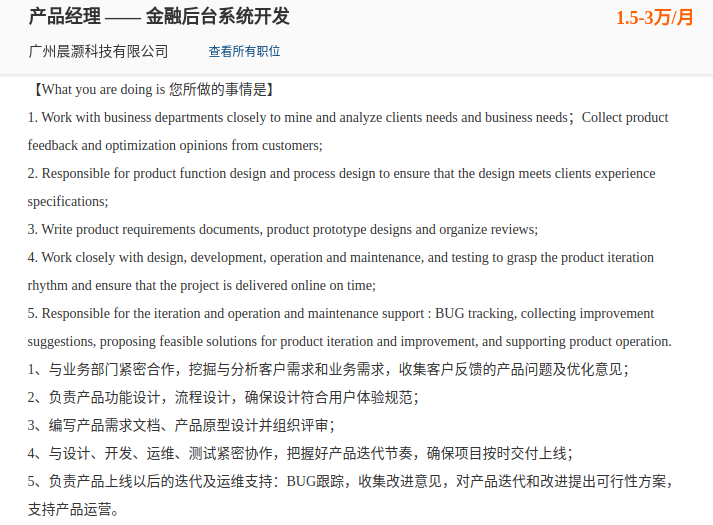 产品经理 —— 金融后台系统开发
1.5-3万/月
广州晨灏科技有限公司 查看所有职位
【What you are doing is 您所做的事情是】
1. Work with business departments closely to mine and analyze clients needs and business needs；Collect product
feedback and optimization opinions from customers;
2. Responsible for product function design and process design to ensure that the design meets clients experience
specifications;
3. Write product requirements documents, product prototype designs and organize reviews;
4. Work closely with design, development, operation and maintenance, and testing to grasp the product iteration
rhythm and ensure that the project is delivered online on time;
5. Responsible for the iteration and operation and maintenance support : BUG tracking, collecting improvement
suggestions, proposing feasible solutions for product iteration and improvement, and supporting product operation.
1、与业务部门紧密合作，挖掘与分析客户需求和业务需求，收集客户反馈的产品问题及优化意见；
2、负责产品功能设计，流程设计，确保设计符合用户体验规范；
3、编写产品需求文档、产品原型设计并组织评审；
4、与设计、开发、运维、测试紧密协作，把握好产品迭代节奏，确保项目按时交付上线；
5、负责产品上线以后的迭代及运维支持：BUG跟踪，收集改进意见，对产品迭代和改进提出可行性方案，
支持产品运营。